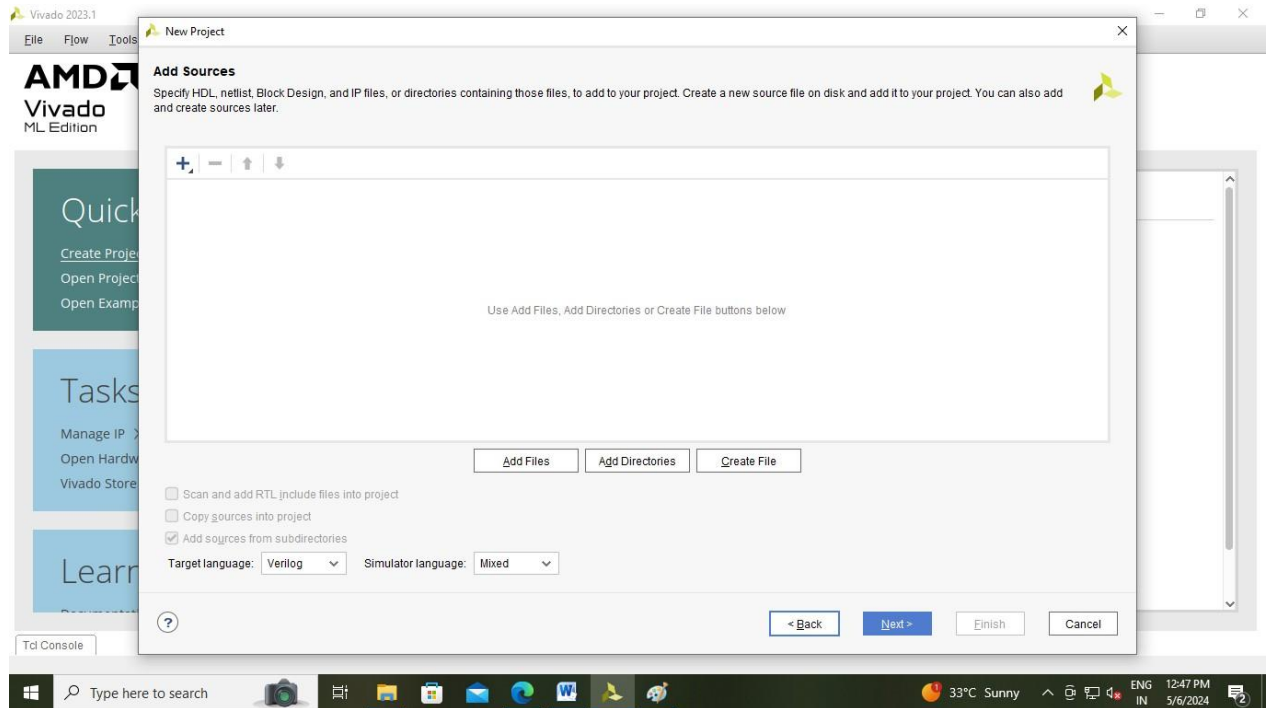 Vivado 2023.1
File Flow Tools
New Project
AMD
Vivado
ML Edition
Add Sources
Specify HDL, netlist, Block Design, and IP files, or directories containing those files, to add to your project. Create a new source file on disk and add it to your project. You can also add
and create sources later.
Quick
Create Proje
Open Project
Open Examp
Use Add Files, Add Directories or Create File buttons below
Tasks
Manage IP >
Open Hardw
Vivado Store
Add Files Add Directories Create File
Scan and add RTL include files into project
Copy sources into project
Add sources from subdirectories
Target language: Verilog Simulator language: Mixed
Learn
? < Back Next > Finish Cancel
Tcl Console
Type here to search
33°C Sunny
ENG
IN
12:47 PM
5/6/2024
2